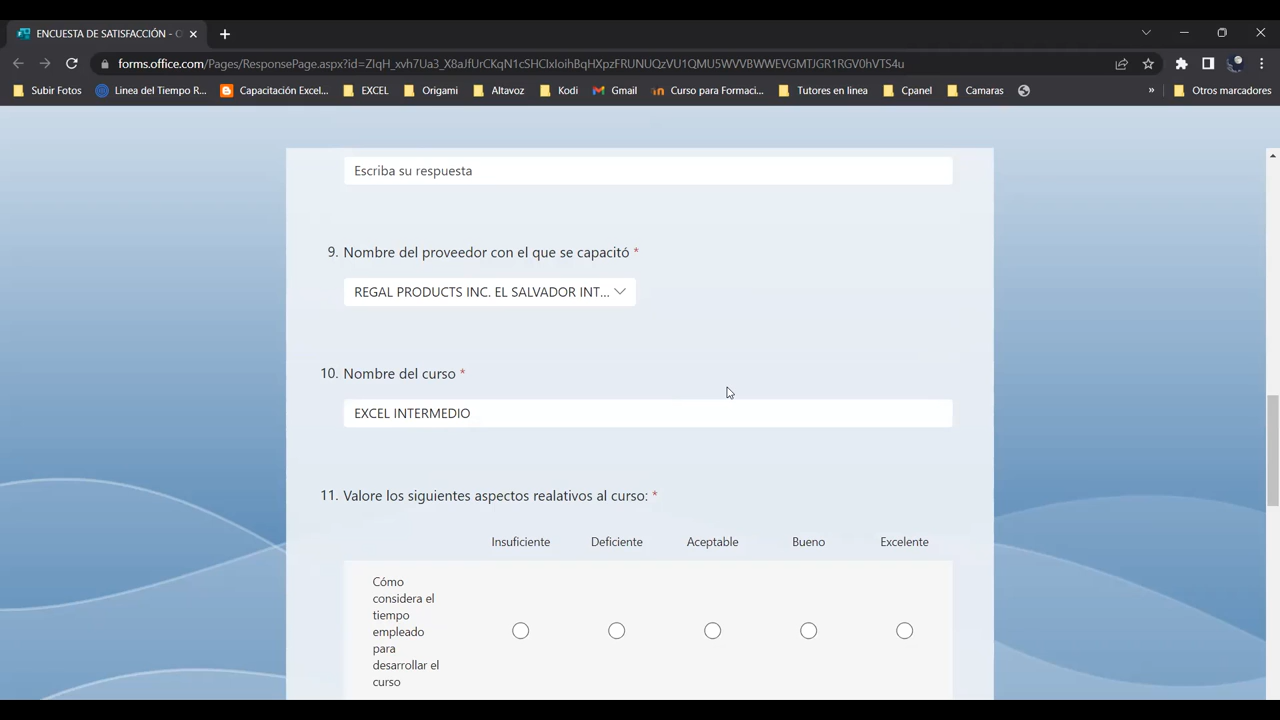 ENCUESTA DE SATISFACCIÓN -
forms.office.com/Pages/ResponsePage.aspx?id=ZIqH_xvh7Ua3_X8aJfUrCKqN1cSHCIxIoihBqHXpzFRUNUQzVU1QMU5WVVBWWEVGMTJGR1RGV0hVTS4u
Subir Fotos
Linea del Tiempo R...
Capacitación Excel...
EXCEL
Origami
Altavoz
Kodi
Gmail
Curso para Formaci...
Tutores en linea
Cpanel
Camaras
»
Otros marcadores
Escriba su respuesta
9. Nombre del proveedor con el que se capacitó *
REGAL PRODUCTS INC. EL SALVADOR INT...
10. Nombre del curso *
EXCEL INTERMEDIO
11. Valore los siguientes aspectos realativos al curso: *
Insuficiente Deficiente Aceptable Bueno Excelente
Cómo
considera el
tiempo
empleado
para
desarrollar el
curso